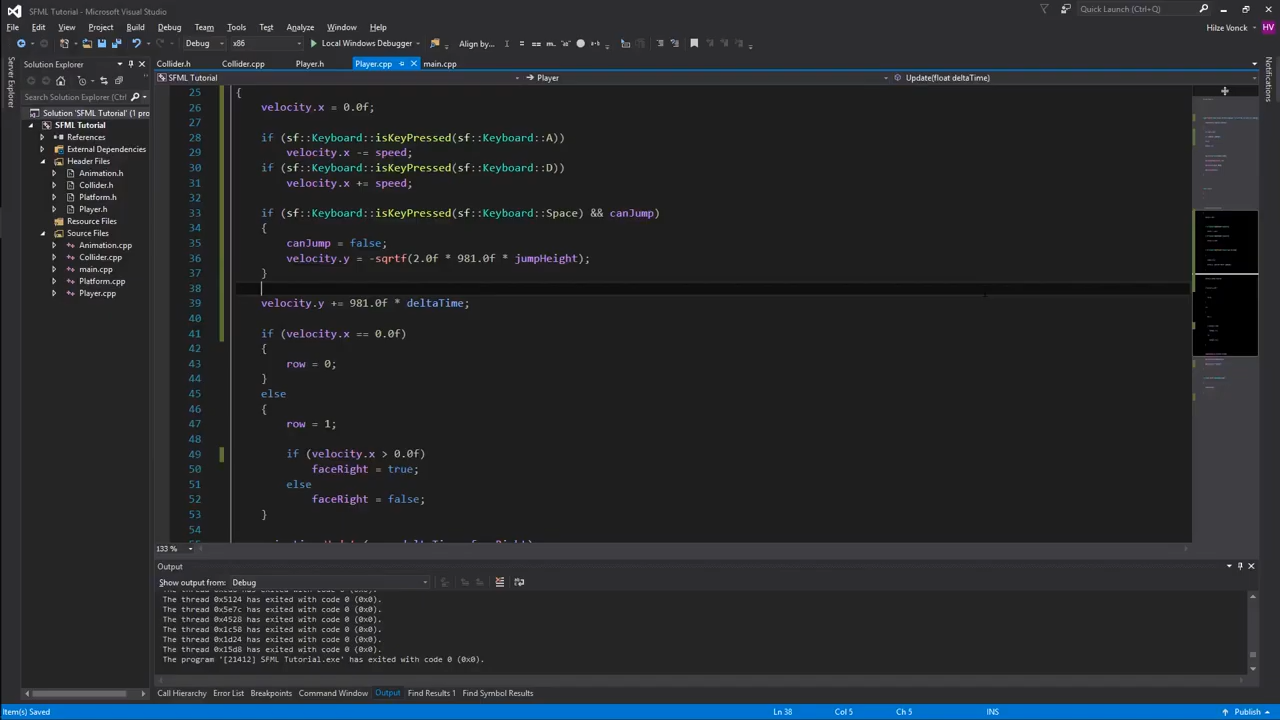 SFML Tutorial - Microsoft Visual Studio
Quick Launch (Ctrl+Q)
File Edit View Project Build Debug Team Tools Test Analyze Window Help
Hilze Vonck HV
Debug x86 Local Windows Debugger Align by...
Server Explorer
Solution Explorer
Search Solution Explorer
Solution 'SFML Tutorial' (1 pro
SFML Tutorial
References
External Dependencies
Header Files
Animation.h
Collider.h
Platform.h
Player.h
Resource Files
Source Files
Animation.cpp
Collider.cpp
main.cpp
Platform.cpp
Player.cpp
Collider.h Collider.cpp Player.h Player.cpp main.cpp
SFML Tutorial Player Update(float deltaTime)
25 {
26 velocity.x = 0.0f;
27
28 if (sf::Keyboard::isKeyPressed(sf::Keyboard::A))
29 velocity.x -= speed;
30 if (sf::Keyboard::isKeyPressed(sf::Keyboard::D))
31 velocity.x += speed;
32
33 if (sf::Keyboard::isKeyPressed(sf::Keyboard::Space) && canJump)
34 {
35 canJump = false;
36 velocity.y = -sqrtf(2.0f * 981.0f * jumpHeight);
37 }
38
39 velocity.y += 981.0f * deltaTime;
40
41 if (velocity.x == 0.0f)
42 {
43 row = 0;
44 }
45 else
46 {
47 row = 1;
48
49 if (velocity.x > 0.0f)
50 faceRight = true;
51 else
52 faceRight = false;
53 }
54
133 %
Notifications
Output
Show output from: Debug
The thread 0x5124 has exited with code 0 (0x0).
The thread 0x5e7c has exited with code 0 (0x0).
The thread 0x4528 has exited with code 0 (0x0).
The thread 0x1c58 has exited with code 0 (0x0).
The thread 0x1d24 has exited with code 0 (0x0).
The thread 0x15d8 has exited with code 0 (0x0).
The program '[21412] SFML Tutorial.exe' has exited with code 0 (0x0).
Call Hierarchy Error List Breakpoints Command Window Output Find Results 1 Find Symbol Results
Item(s) Saved Ln 38 Col 5 Ch 5 INS Publish